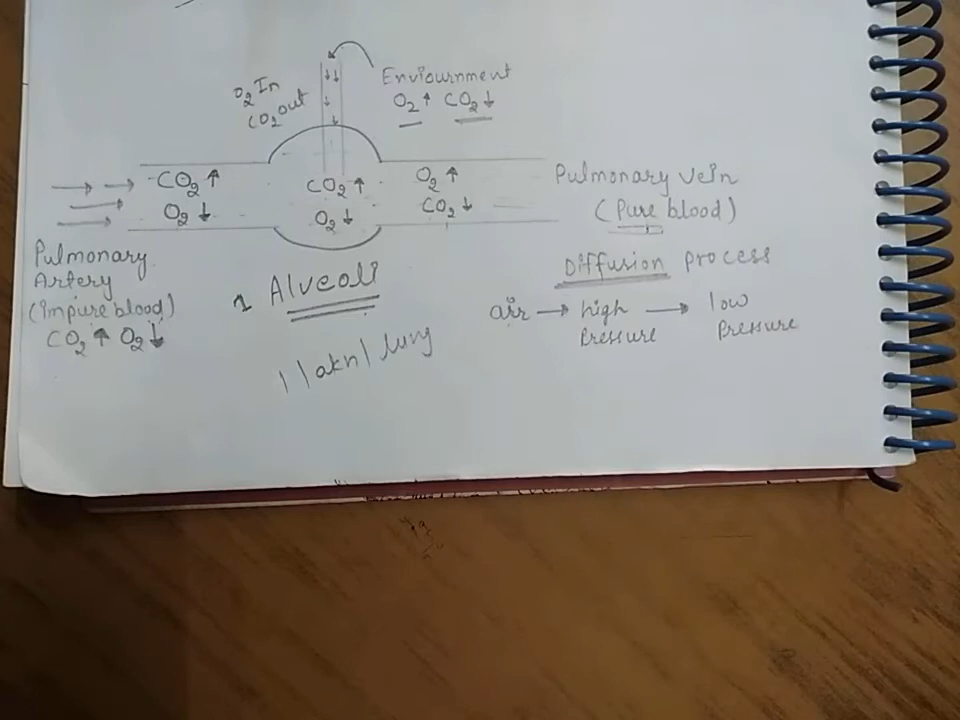 O₂ In
CO₂ out
Enviournment
O₂ ↑ CO₂ ↓
CO₂ ↑
O₂ ↓
CO₂ ↑
O₂ ↓
O₂ ↑
CO₂ ↓
Pulmonary vein
(Pure blood)
Pulmonary
Artery
(impure blood)
CO₂ ↑ O₂ ↓
Alveoli
Diffusion process
air → high pressure → low pressure